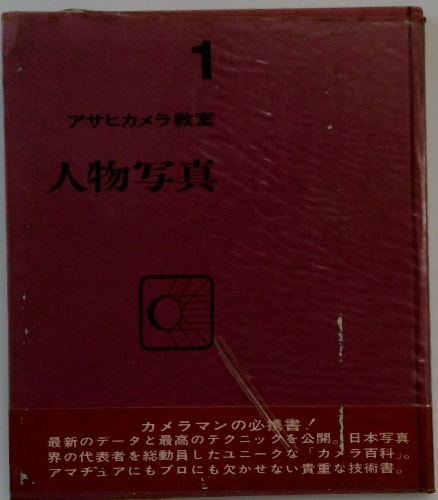 1
アサヒカメラ教室
人物写真
カメラマンの必携書!
最新のデータと最高のテクニックを公開。日本写真
界の代表者を総動員したユニークな「カメラ百科」。
アマチュアにもプロにも欠かせない貴重な技術書。